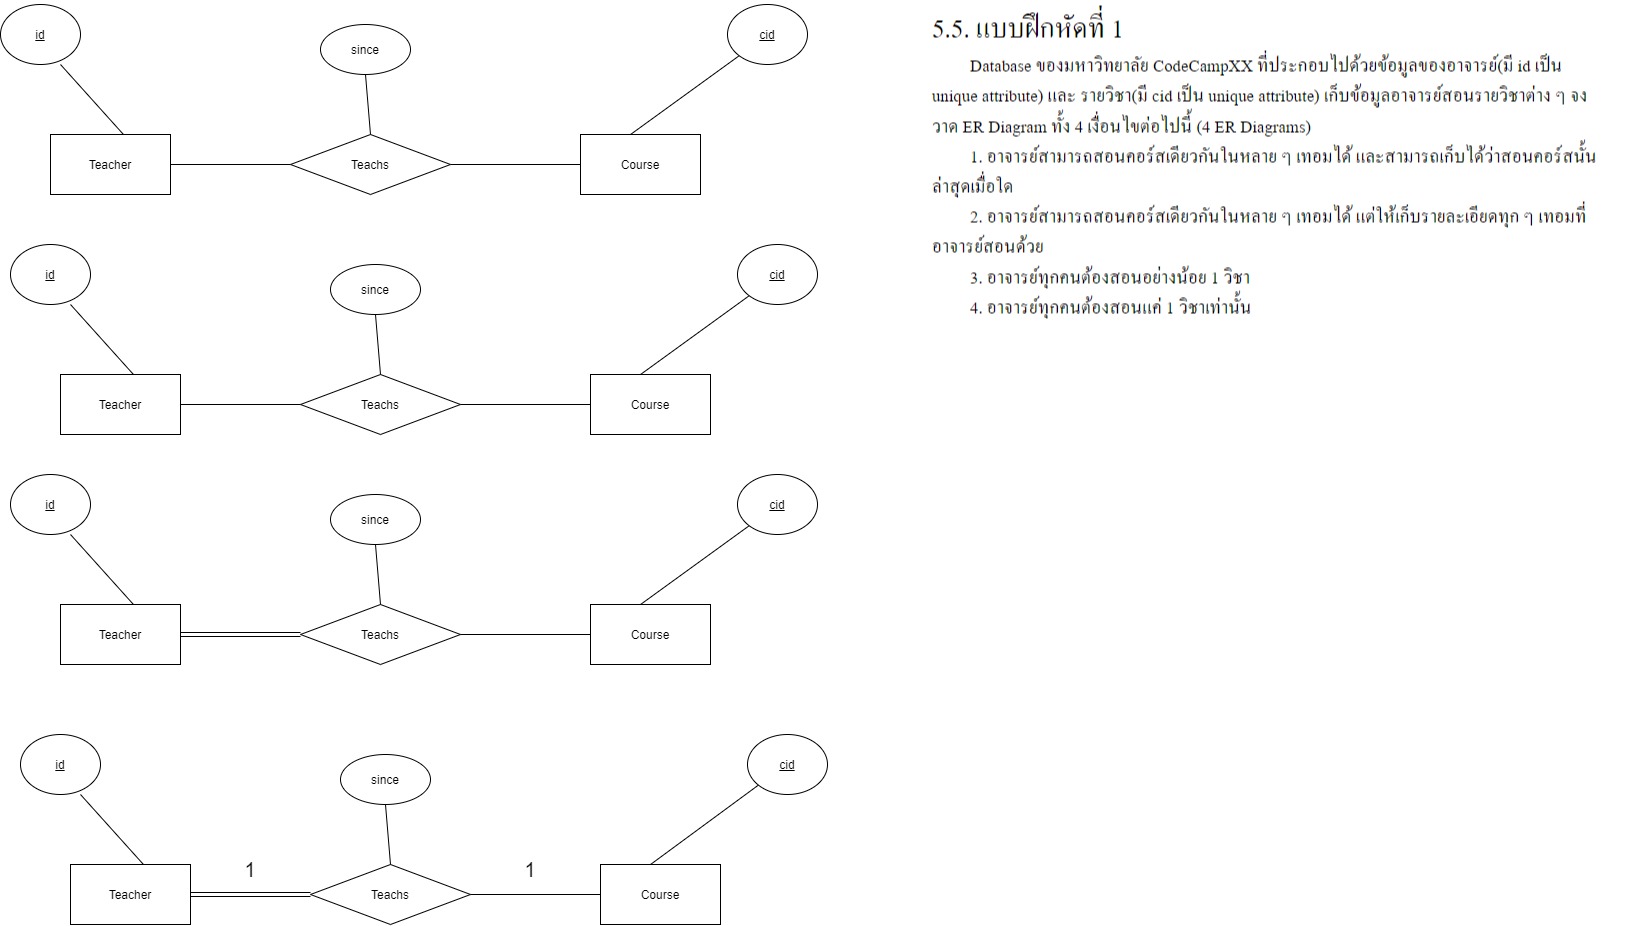 id
since
cid
Teacher
Teachs
Course
id
since
cid
Teacher
Teachs
Course
id
since
cid
Teacher
Teachs
Course
id
since
cid
1
1
Teacher
Teachs
Course
5.5. แบบฝึกหัดที่ 1
Database ของมหาวิทยาลัย CodeCampXX ที่ประกอบไปด้วยข้อมูลของอาจารย์(มี id เป็น
unique attribute) และ รายวิชา(มี cid เป็น unique attribute) เก็บข้อมูลอาจารย์สอนรายวิชาต่าง ๆ จง
วาด ER Diagram ทั้ง 4 เงื่อนไขต่อไปนี้ (4 ER Diagrams)
1. อาจารย์สามารถสอนคอร์สเดียวกันในหลาย ๆ เทอมได้ และสามารถเก็บได้ว่าสอนคอร์สนั้น
ล่าสุดเมื่อใด
2. อาจารย์สามารถสอนคอร์สเดียวกันในหลาย ๆ เทอมได้ แต่ให้เก็บรายละเอียดทุก ๆ เทอมที่
อาจารย์สอนด้วย
3. อาจารย์ทุกคนต้องสอนอย่างน้อย 1 วิชา
4. อาจารย์ทุกคนต้องสอนแค่ 1 วิชาเท่านั้น